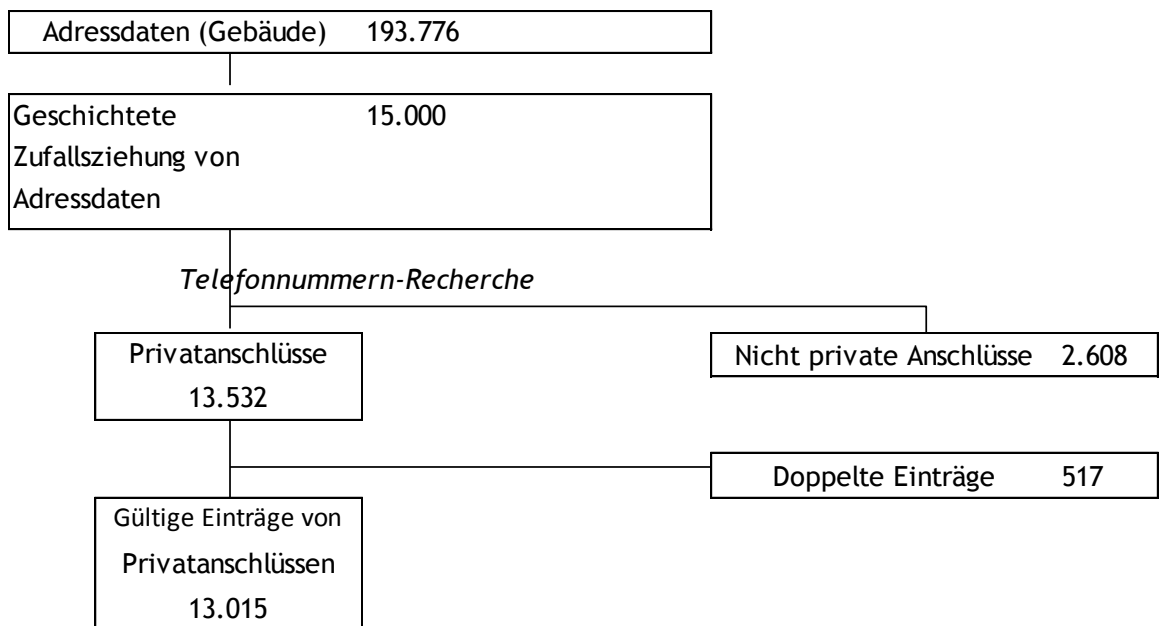 Adressdaten (Gebäude) 193.776
Geschichtete 15.000
Zufallsziehung von
Adressdaten
Telefonnummern-Recherche
Privatanschlüsse
13.532
Nicht private Anschlüsse 2.608
Doppelte Einträge 517
Gültige Einträge von
Privatanschlüssen
13.015